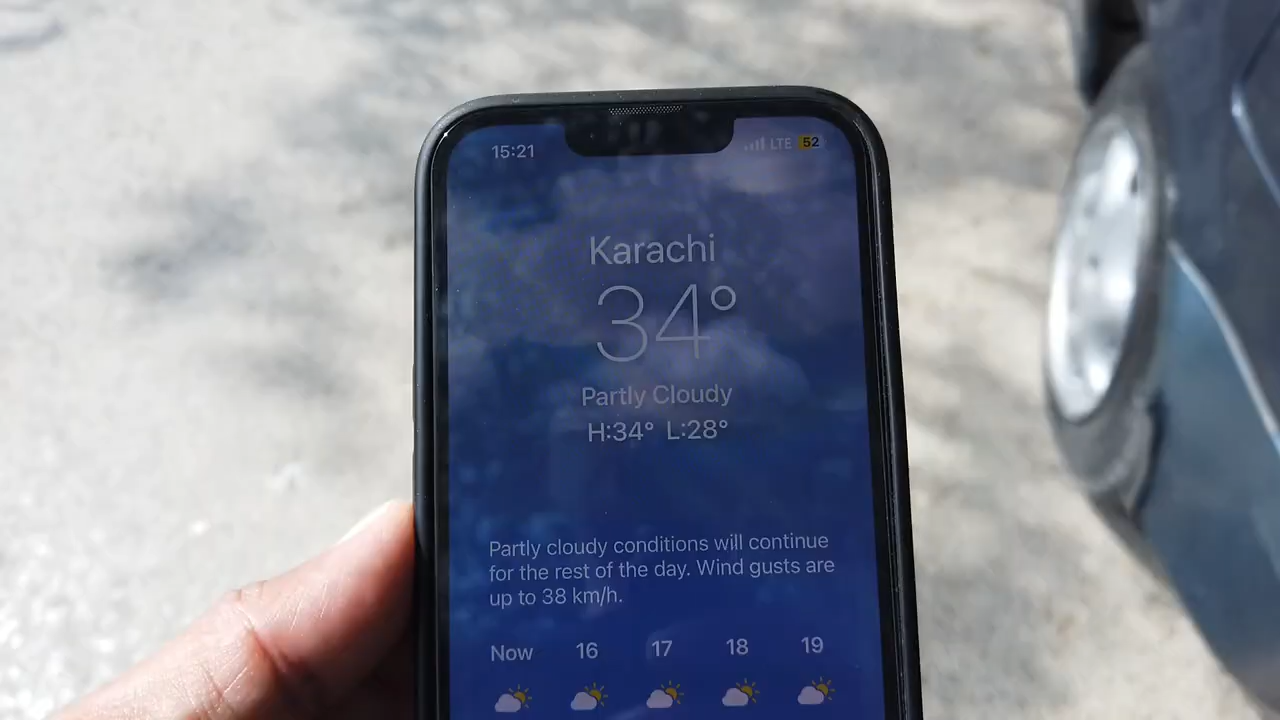 15:21 LTE 52
Karachi
34°
Partly Cloudy
H:34° L:28°
Partly cloudy conditions will continue
for the rest of the day. Wind gusts are
up to 38 km/h.
Now 16 17 18 19